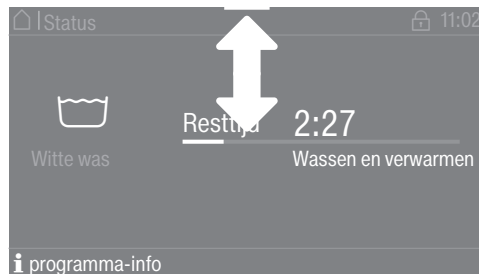 Status 11:02
Resttijd 2:27
Witte was Wassen en verwarmen
i programma-info